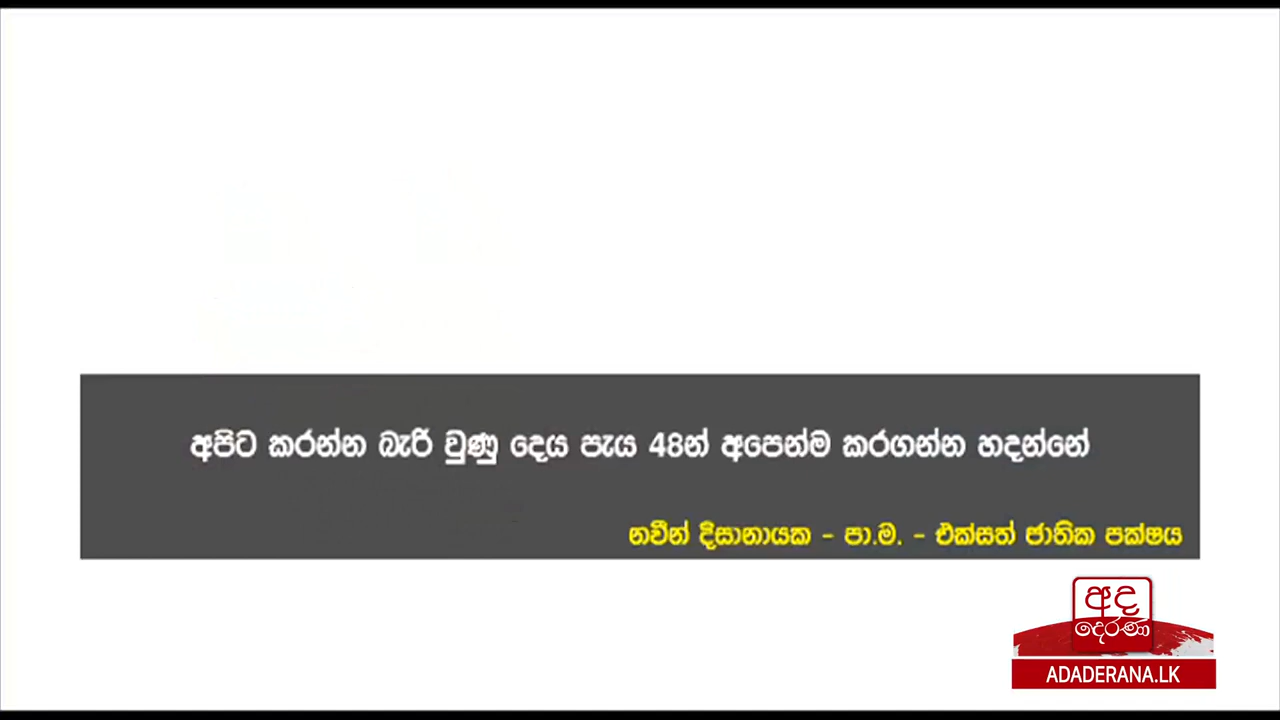 අපිට කරන්න බැරි වුණු දෙය පැය 48න් අපෙන්ම කරගන්න හදන්නේ
නවීන් දිසානායක - පා.ම. - එක්සත් ජාතික පක්ෂය
අද
දෙරණ
ADADERANA.LK